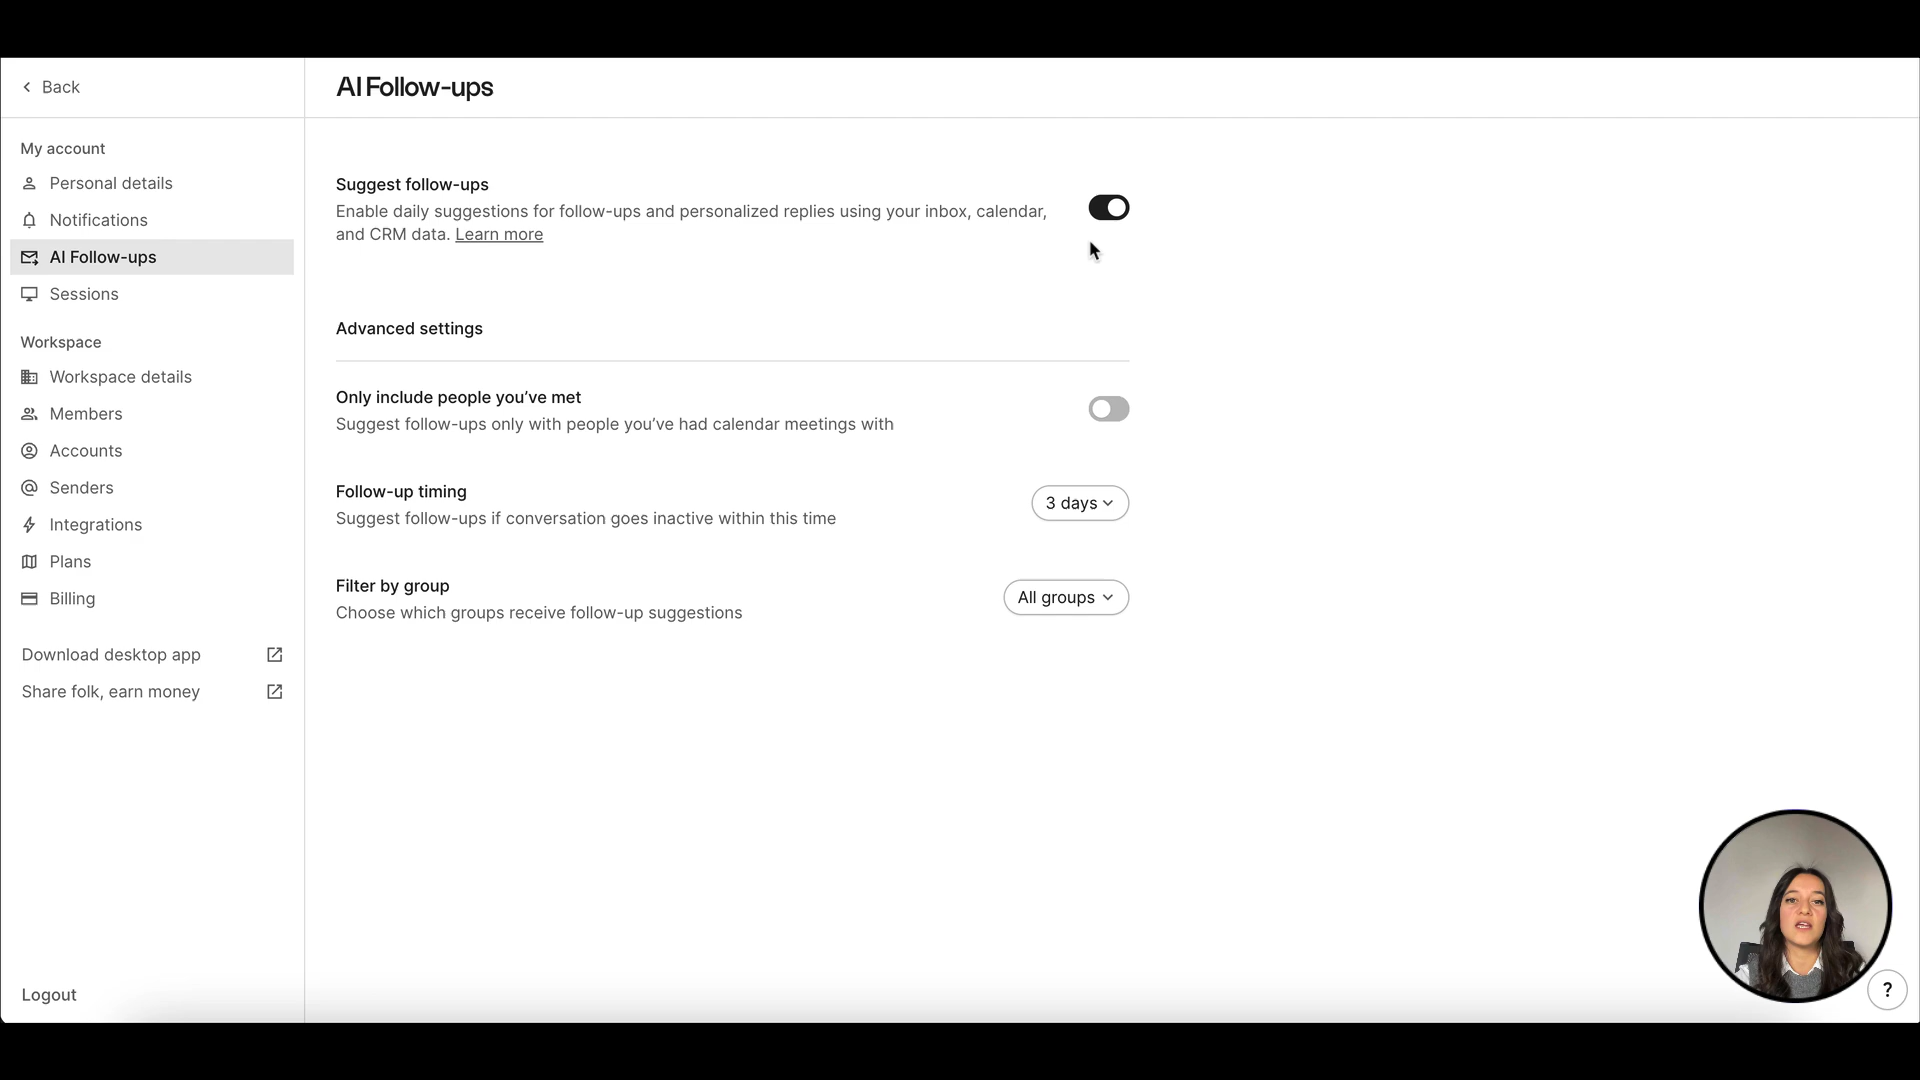 Back
AI Follow-ups
My account
Personal details
Notifications
AI Follow-ups
Sessions
Workspace
Workspace details
Members
Accounts
Senders
Integrations
Plans
Billing
Download desktop app
Share folk, earn money
Logout
Suggest follow-ups
Enable daily suggestions for follow-ups and personalized replies using your inbox, calendar,
and CRM data. Learn more
Advanced settings
Only include people you’ve met
Suggest follow-ups only with people you’ve had calendar meetings with
Follow-up timing
Suggest follow-ups if conversation goes inactive within this time
3 days
Filter by group
Choose which groups receive follow-up suggestions
All groups
?